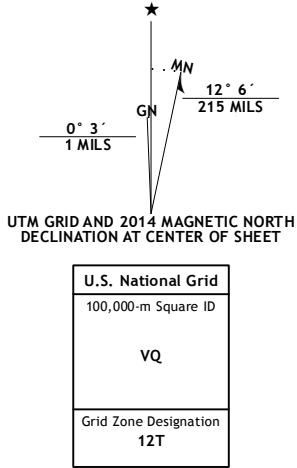 ★
MN
GN
12° 6´
215 MILS
0° 3´
1 MILS
UTM GRID AND 2014 MAGNETIC NORTH
DECLINATION AT CENTER OF SHEET
U.S. National Grid
100,000-m Square ID
VQ
Grid Zone Designation
12T